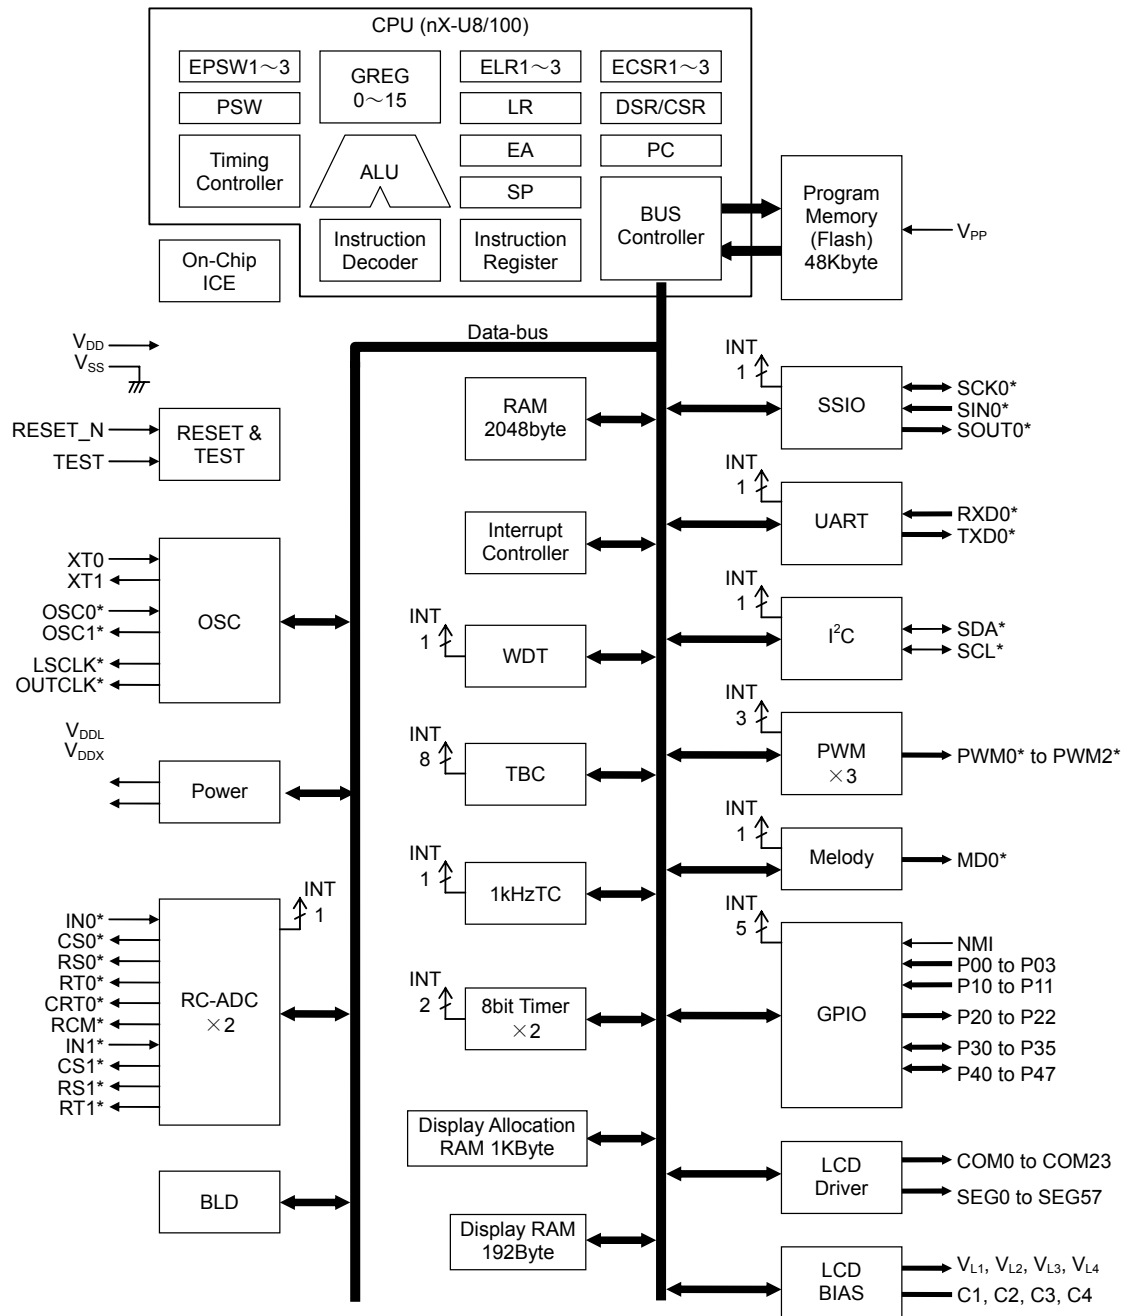 CPU (nX-U8/100)
EPSW1～3
GREG
0～15
ELR1～3
ECSR1～3
PSW
LR
DSR/CSR
Timing
Controller
ALU
EA
PC
SP
BUS
Controller
Instruction
Decoder
Instruction
Register
On-Chip
ICE
Program
Memory
(Flash)
48Kbyte
VPP
Data-bus
VDD
VSS
RESET_N
TEST
RESET &
TEST
XT0
XT1
OSC0*
OSC1*
LSCLK*
OUTCLK*
OSC
VDDL
VDDX
Power
INT
1
IN0*
CS0*
RS0*
RT0*
CRT0*
RCM*
IN1*
CS1*
RS1*
RT1*
RC-ADC
×2
BLD
RAM
2048byte
Interrupt
Controller
INT
1
WDT
INT
8
TBC
INT
1
1kHzTC
INT
2
8bit Timer
×2
Display Allocation
RAM 1KByte
Display RAM
192Byte
INT
1
SSIO
SCK0*
SIN0*
SOUT0*
INT
1
UART
RXD0*
TXD0*
INT
1
I2C
SDA*
SCL*
INT
3
PWM
×3
PWM0* to PWM2*
INT
1
Melody
MD0*
INT
5
GPIO
NMI
P00 to P03
P10 to P11
P20 to P22
P30 to P35
P40 to P47
LCD
Driver
COM0 to COM23
SEG0 to SEG57
LCD
BIAS
VL1, VL2, VL3, VL4
C1, C2, C3, C4